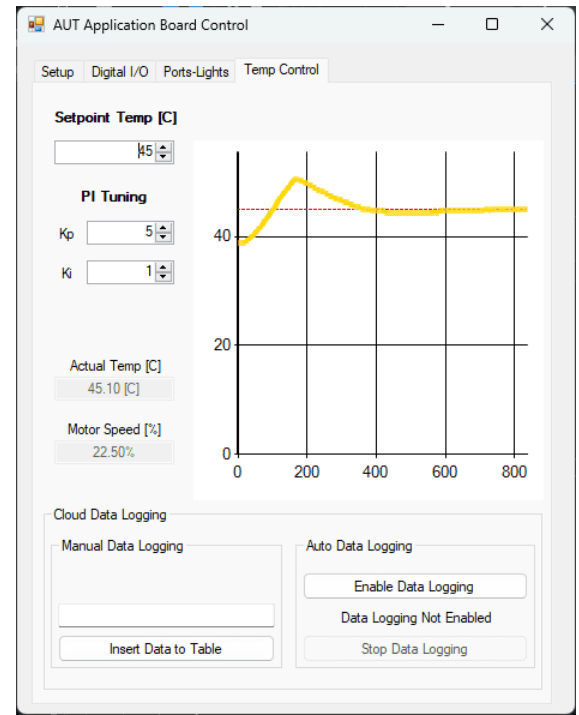 AUT Application Board Control
Setup Digital I/O Ports-Lights Temp Control
Setpoint Temp [C]
45
PI Tuning
Kp 5
Ki 1
Actual Temp [C]
45.10 [C]
Motor Speed [%]
22.50%
40
20
0
0 200 400 600 800
Cloud Data Logging
Manual Data Logging
Insert Data to Table
Auto Data Logging
Enable Data Logging
Data Logging Not Enabled
Stop Data Logging